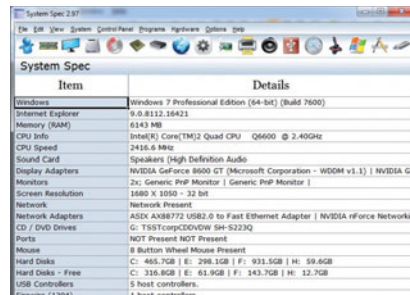 System Spec 2.97
File Edit View System Control Panel Programs Hardware Options Help
System Spec
Item Details
Windows Windows 7 Professional Edition (64-bit) (Build 7600)
Internet Explorer 9.0.8112.16421
Memory (RAM) 6143 MB
CPU Info Intel(R) Core(TM)2 Quad CPU Q6600 @ 2.40GHz
CPU Speed 2416.6 MHz
Sound Card Speakers (High Definition Audio
Display Adapters NVIDIA GeForce 8600 GT (Microsoft Corporation - WDDM v1.1) | NVIDIA G
Monitors 2x; Generic PnP Monitor | Generic PnP Monitor |
Screen Resolution 1680 X 1050 - 32 bit
Network Network Present
Network Adapters ASIX AX88772 USB2.0 to Fast Ethernet Adapter | NVIDIA nForce Network
CD / DVD Drives G: TSSTcorpCDDVDW SH-S223Q
Ports NOT Present NOT Present
Mouse 8 Button Wheel Mouse Present
Hard Disks C: 465.7GB | E: 298.1GB | F: 931.5GB | H: 59.6GB
Hard Disks - Free C: 316.8GB | E: 61.9GB | F: 143.7GB | H: 12.7GB
USB Controllers 5 host controllers.
Firewire (1394) 1 host controllers